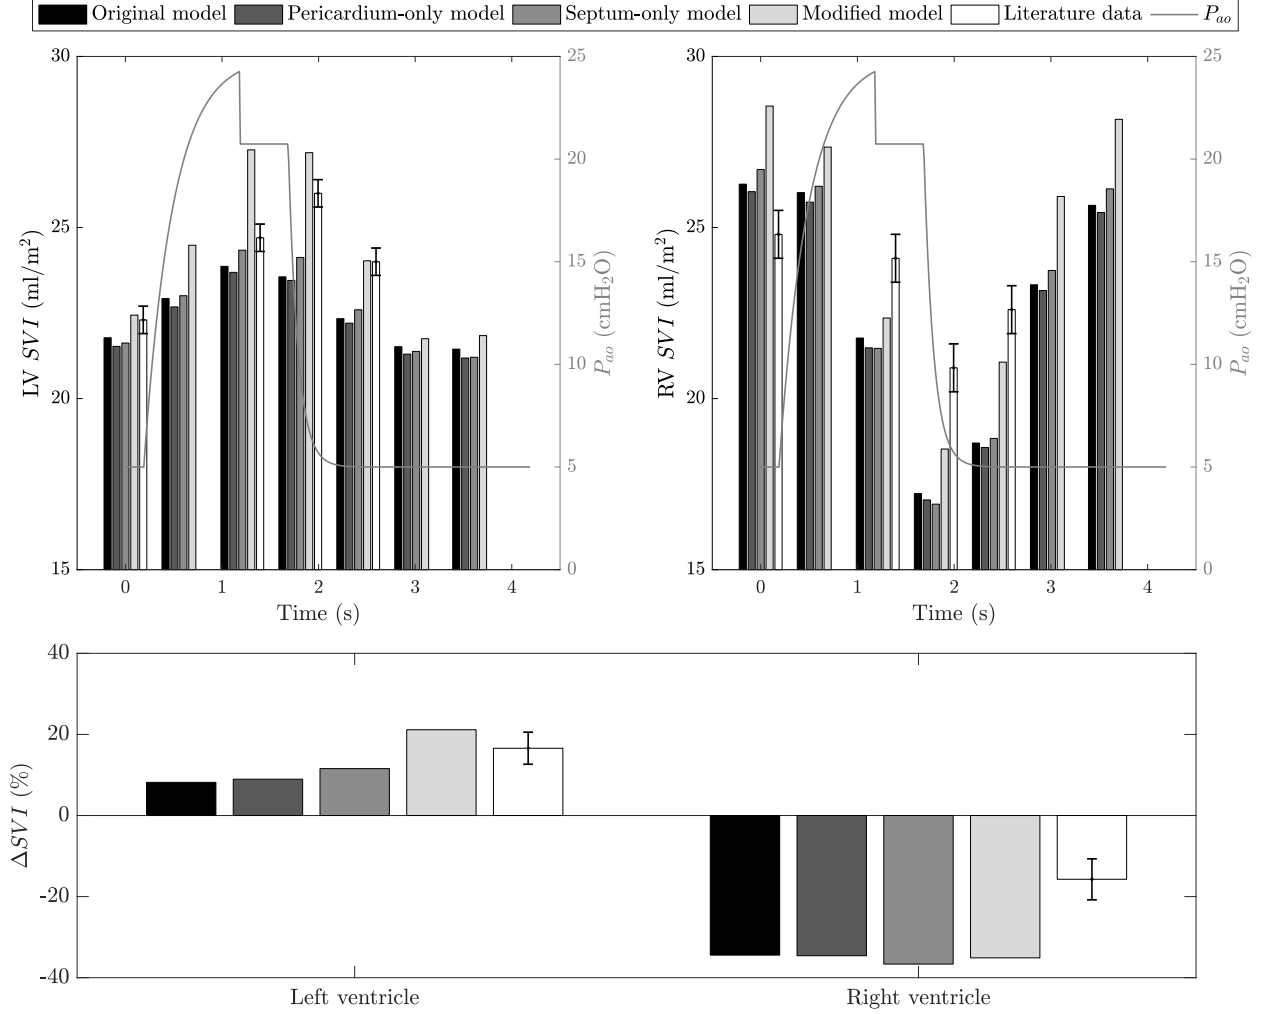 Original model Pericardium-only model Septum-only model Modified model Literature data P_ao
30
25
20
15
LV SVI (ml/m²)
0 1 2 3 4
Time (s)
25
20
15
10
5
0
P_ao (cmH₂O)
30
25
20
15
RV SVI (ml/m²)
0 1 2 3 4
Time (s)
25
20
15
10
5
0
P_ao (cmH₂O)
40
20
0
-20
-40
ΔSVI (%)
Left ventricle Right ventricle